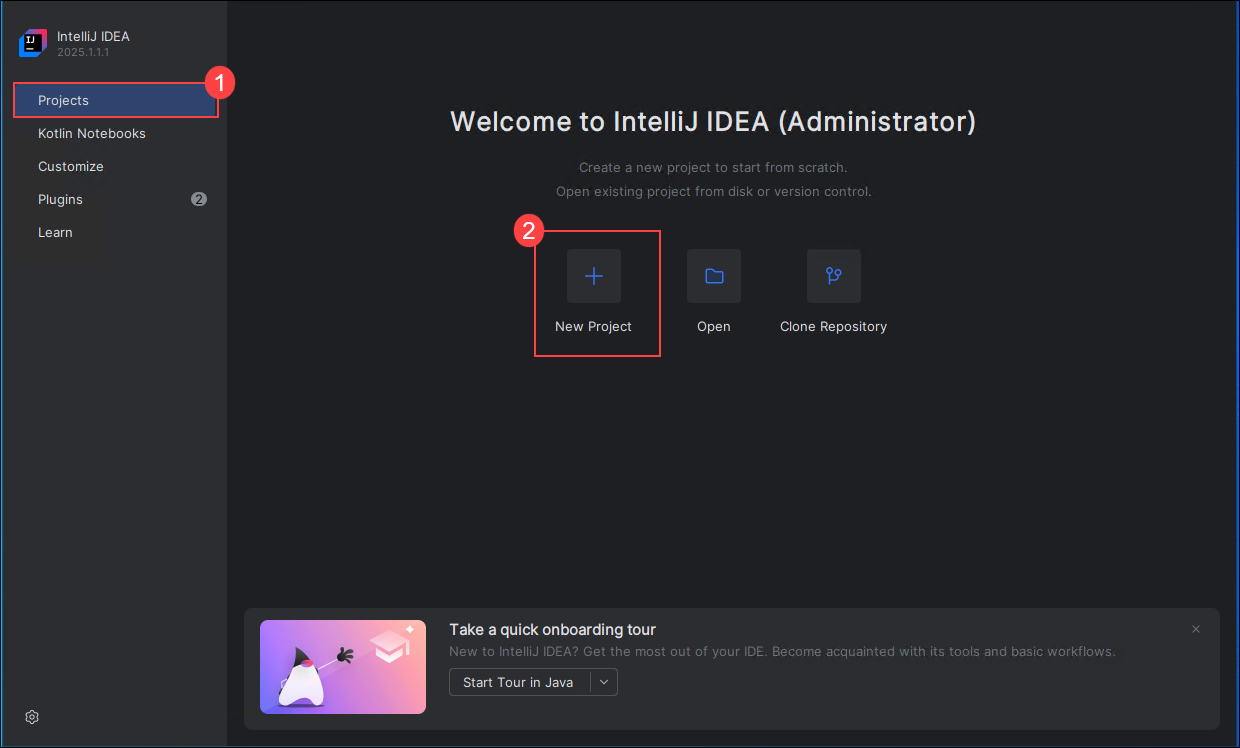 IntelliJ IDEA
2025.1.1.1
1
Projects
Kotlin Notebooks
Customize
Plugins 2
Learn
Welcome to IntelliJ IDEA (Administrator)
Create a new project to start from scratch.
Open existing project from disk or version control.
2
New Project
Open
Clone Repository
Take a quick onboarding tour
New to IntelliJ IDEA? Get the most out of your IDE. Become acquainted with its tools and basic workflows.
Start Tour in Java
IJ